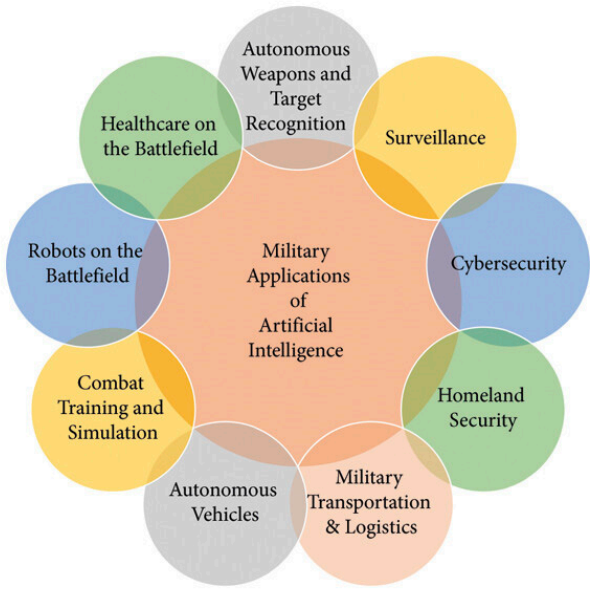 Autonomous
Weapons and
Target
Recognition
Surveillance
Cybersecurity
Homeland
Security
Military
Transportation
& Logistics
Autonomous
Vehicles
Combat
Training and
Simulation
Robots on the
Battlefield
Healthcare on
the Battlefield
Military
Applications
of
Artificial
Intelligence